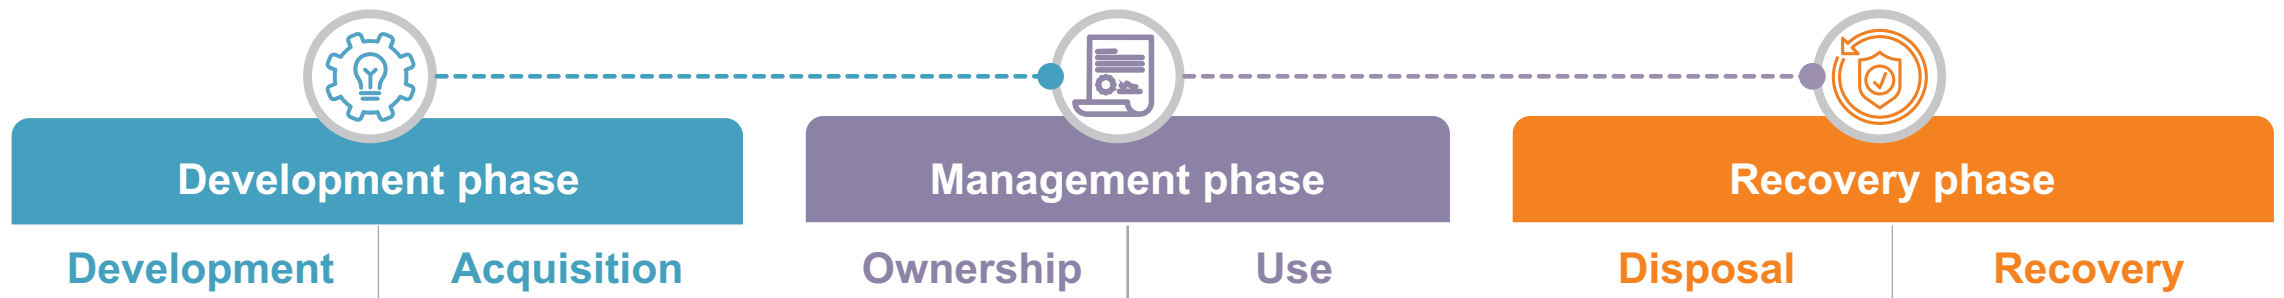 Development phase
Management phase
Recovery phase
Development
Acquisition
Ownership
Use
Disposal
Recovery